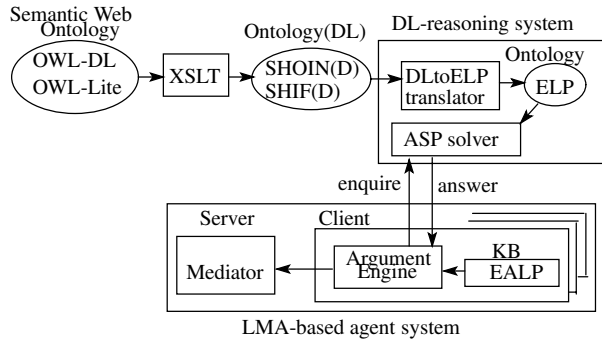 Semantic Web
Ontology
OWL-DL
OWL-Lite
XSLT
Ontology(DL)
SHOIN(D)
SHIF(D)
DL-reasoning system
DLtoELP
translator
Ontology
ELP
ASP solver
enquire
answer
Server
Mediator
Client
Argument
Engine
KB
EALP
LMA-based agent system